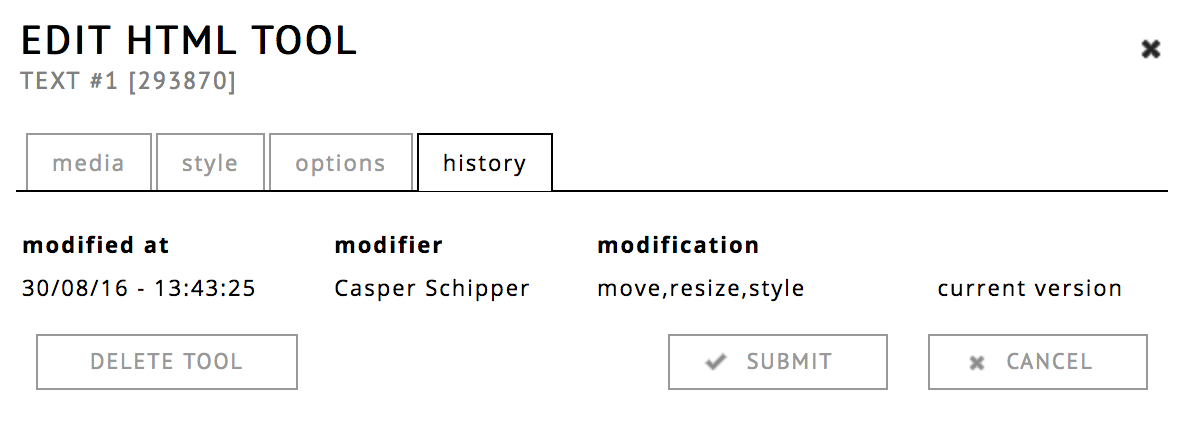 EDIT HTML TOOL
TEXT #1 [293870]
media style options history
modified at modifier modification
30/08/16 - 13:43:25 Casper Schipper move,resize,style current version
DELETE TOOL SUBMIT CANCEL